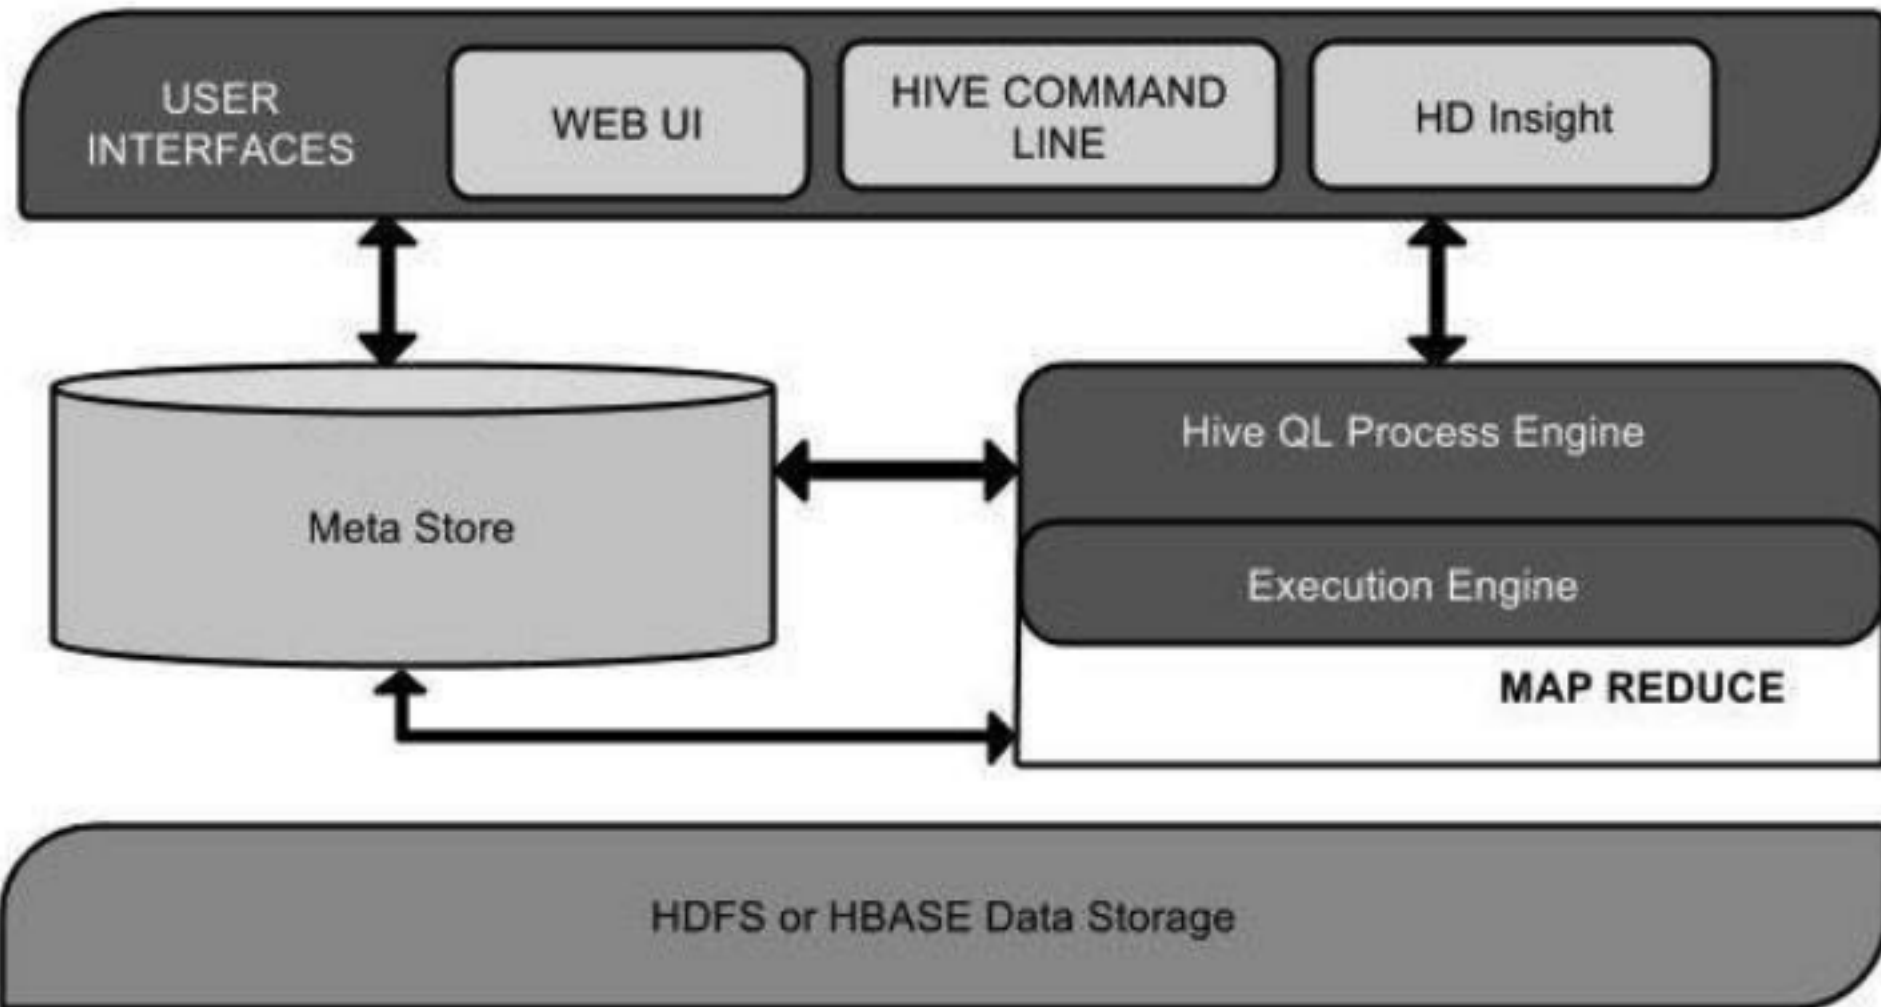 USER
INTERFACES
WEB UI
HIVE COMMAND
LINE
HD Insight
Meta Store
Hive QL Process Engine
Execution Engine
MAP REDUCE
HDFS or HBASE Data Storage